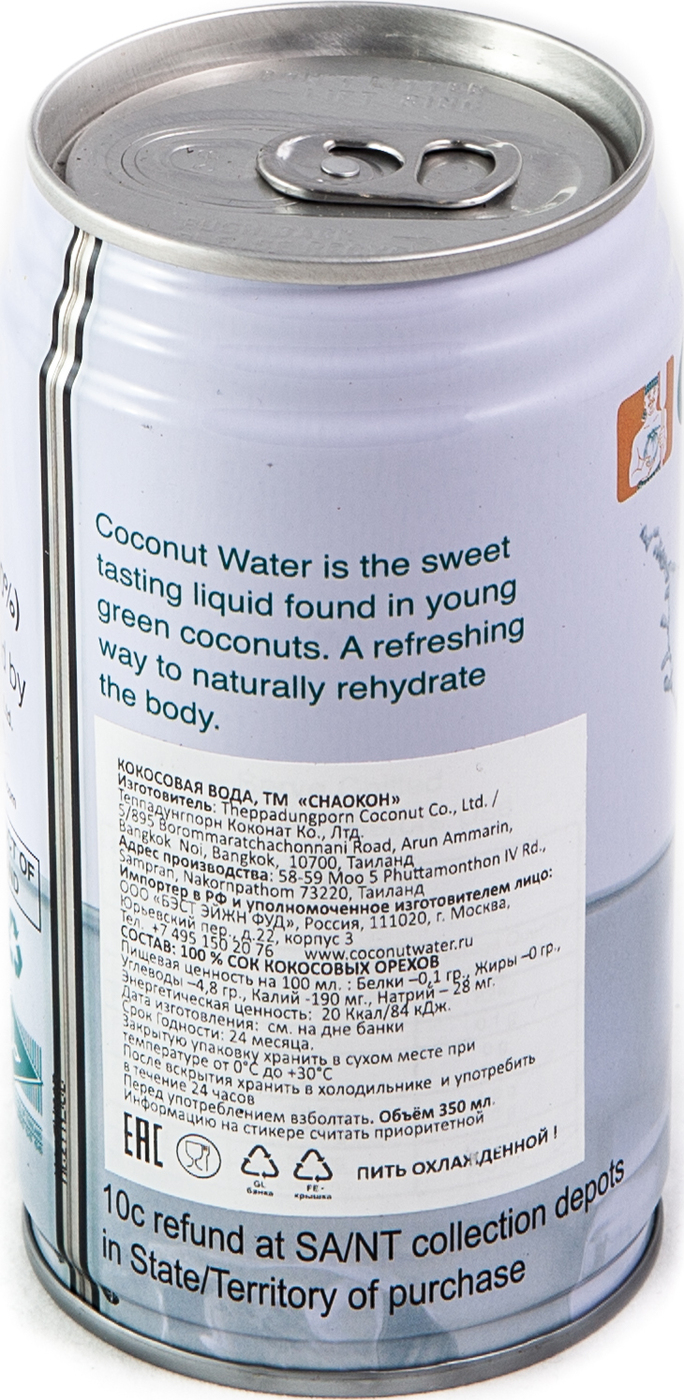 Coconut Water is the sweet
tasting liquid found in young
green coconuts. A refreshing
way to naturally rehydrate
the body.
КОКОСОВАЯ ВОДА, ТМ «CHAOKOH»
Изготовитель: Theppadungporn Coconut Co., Ltd. /
Теппадунгпорн Коконат Ко., Лтд.
5/895 Borommaratchachonnani Road, Arun Ammarin,
Bangkok Noi, Bangkok, 10700, Таиланд
Адрес производства: 58-59 Moo 5 Phuttamonthon IV Rd.,
Sampran, Nakornpathom 73220, Таиланд
Импортер в РФ и уполномоченное изготовителем лицо:
ООО «БЭСТ ЭЙЖН ФУД», Россия, 111020, г. Москва,
Юрьевский пер., д.22, корпус 3
Тел. +7 495 150 20 76 www.coconutwater.ru
СОСТАВ: 100 % СОК КОКОСОВЫХ ОРЕХОВ
Пищевая ценность на 100 мл. : Белки –0,1 гр., Жиры –0 гр.,
Углеводы –4,8 гр., Калий -190 мг., Натрий – 28 мг.
Энергетическая ценность: 20 Ккал/84 кДж.
Дата изготовления: см. на дне банки
Срок годности: 24 месяца.
Закрытую упаковку хранить в сухом месте при
температуре от 0°С до +30°С
После вскрытия хранить в холодильнике и употребить
в течение 24 часов
Перед употреблением взболтать. Объём 350 мл.
Информацию на стикере считать приоритетной
ЕАС
GL
банка
FE -
крышка
ПИТЬ ОХЛАЖДЕННОЙ !
10c refund at SA/NT collection depots
in State/Territory of purchase